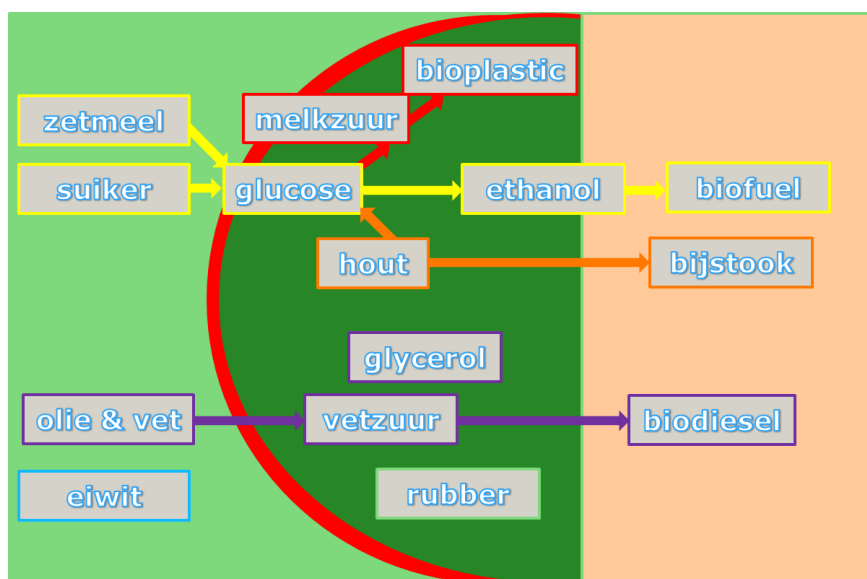 bioplastic
zetmeel
melkzuur
suiker
glucose
ethanol
biofuel
hout
bijstook
glycerol
olie & vet
vetzuur
biodiesel
eiwit
rubber